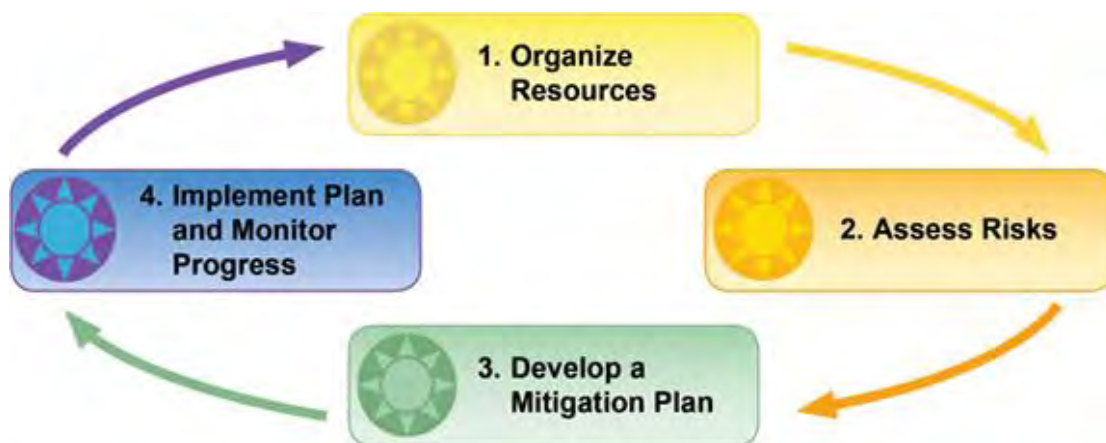 1. Organize
Resources
2. Assess Risks
3. Develop a
Mitigation Plan
4. Implement Plan
and Monitor
Progress